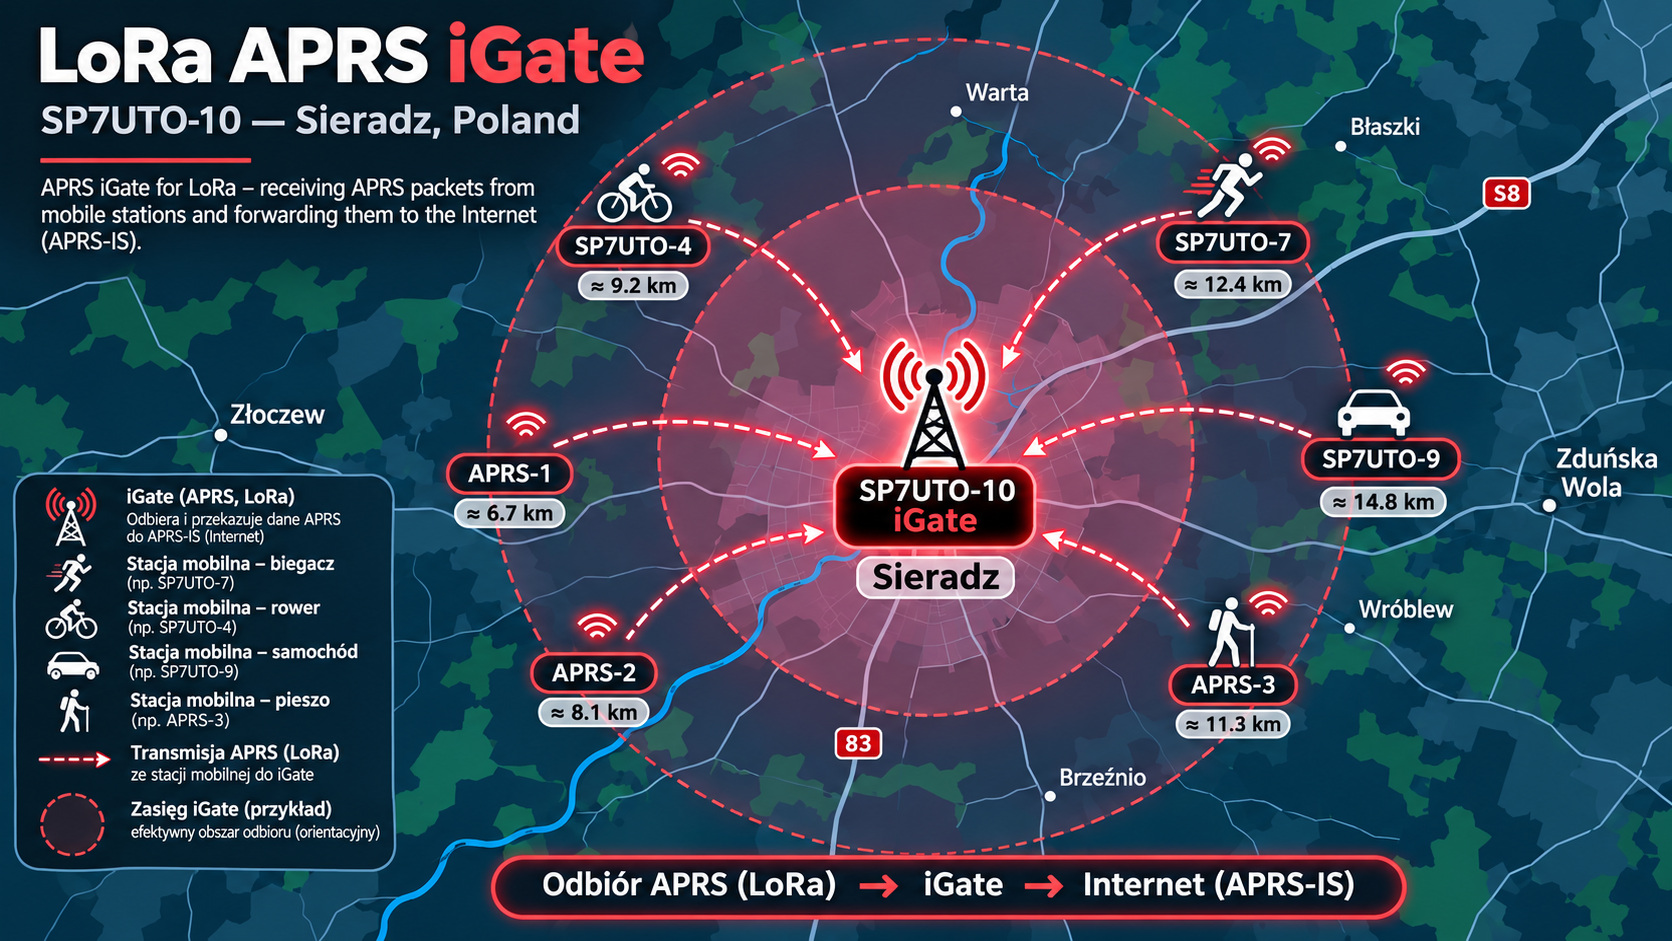 LoRa APRS iGate
SP7UTO-10 — Sieradz, Poland
APRS iGate for LoRa – receiving APRS packets from
mobile stations and forwarding them to the Internet
(APRS-IS).
Warta
Błaszki
S8
SP7UTO-4
≈ 9.2 km
SP7UTO-7
≈ 12.4 km
Złoczew
APRS-1
≈ 6.7 km
SP7UTO-9
≈ 14.8 km
Zduńska
Wola
SP7UTO-10
iGate
Sieradz
Wróblew
APRS-2
≈ 8.1 km
APRS-3
≈ 11.3 km
83
Brzeźnio
iGate (APRS, LoRa)
Odbiera i przekazuje dane APRS
do APRS-IS (Internet)
Stacja mobilna – biegacz
(np. SP7UTO-7)
Stacja mobilna – rower
(np. SP7UTO-4)
Stacja mobilna – samochód
(np. SP7UTO-9)
Stacja mobilna – pieszo
(np. APRS-3)
Transmisja APRS (LoRa)
ze stacji mobilnej do iGate
Zasięg iGate (przykład)
efektywny obszar odbioru (orientacyjny)
Odbiór APRS (LoRa) → iGate → Internet (APRS-IS)